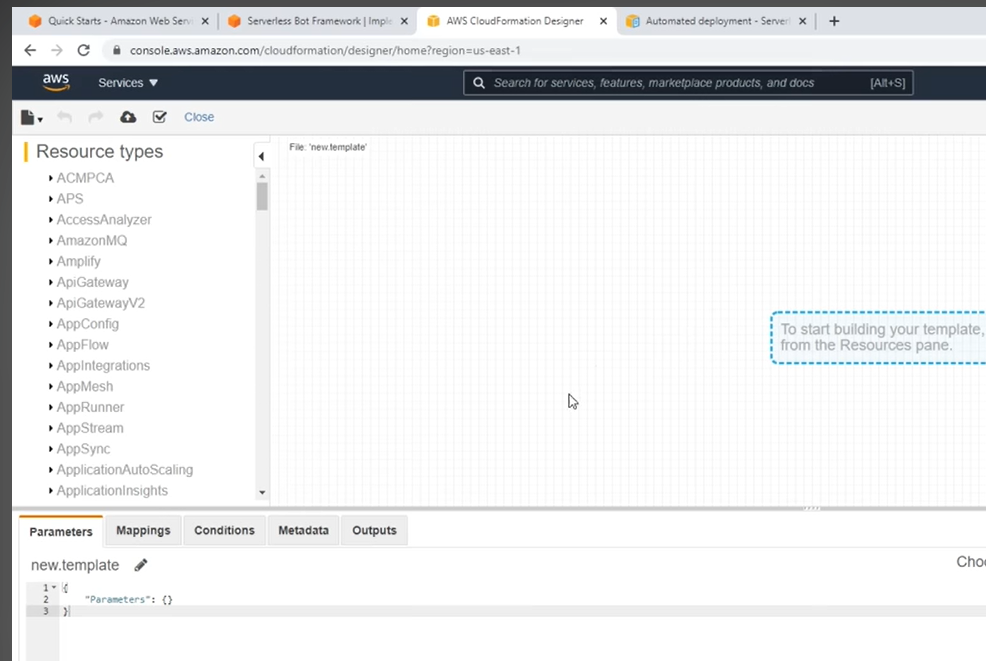 Quick Starts - Amazon Web Servi
Serverless Bot Framework | Imple
AWS CloudFormation Designer
Automated deployment - Server
console.aws.amazon.com/cloudformation/designer/home?region=us-east-1
aws
Services
Search for services, features, marketplace products, and docs
[Alt+S]
Close
Resource types
File: 'new.template'
ACMPCA
APS
AccessAnalyzer
AmazonMQ
Amplify
ApiGateway
ApiGatewayV2
AppConfig
AppFlow
AppIntegrations
AppMesh
AppRunner
AppStream
AppSync
ApplicationAutoScaling
ApplicationInsights
To start building your template,
from the Resources pane.
Parameters
Mappings
Conditions
Metadata
Outputs
new.template
Choo
1 {
2 "Parameters": {}
3 }